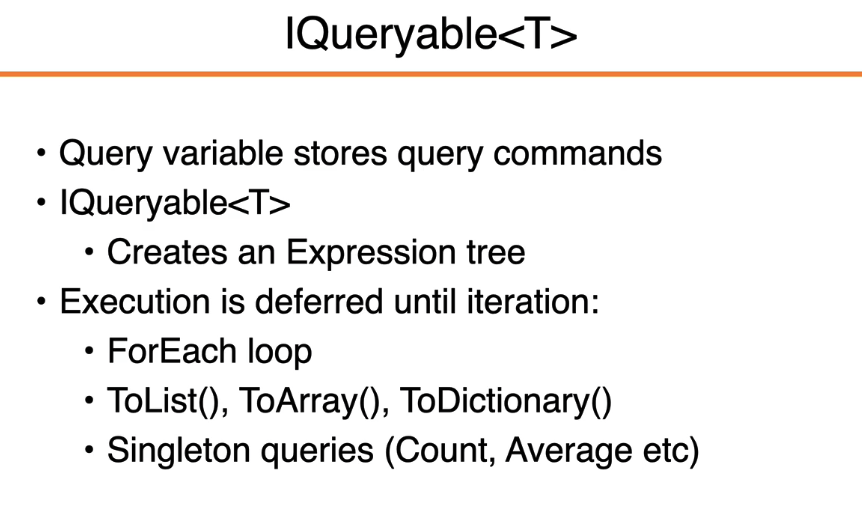 IQueryable<T>
• Query variable stores query commands
• IQueryable<T>
• Creates an Expression tree
• Execution is deferred until iteration:
• ForEach loop
• ToList(), ToArray(), ToDictionary()
• Singleton queries (Count, Average etc)